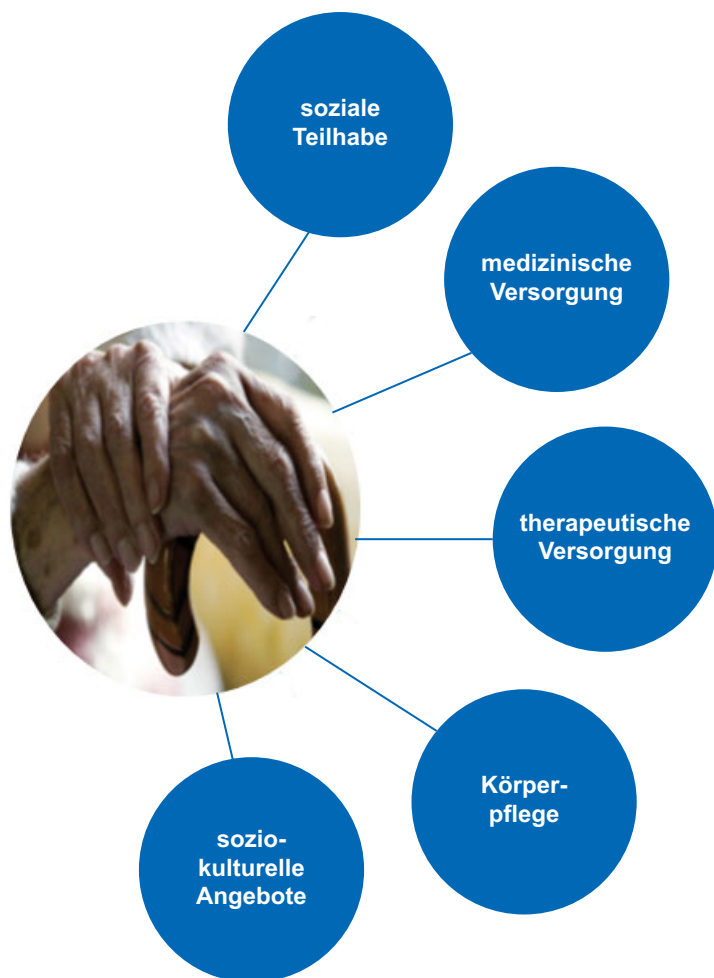 soziale
Teilhabe
medizinische
Versorgung
therapeutische
Versorgung
Körper-
pflege
sozio-
kulturelle
Angebote